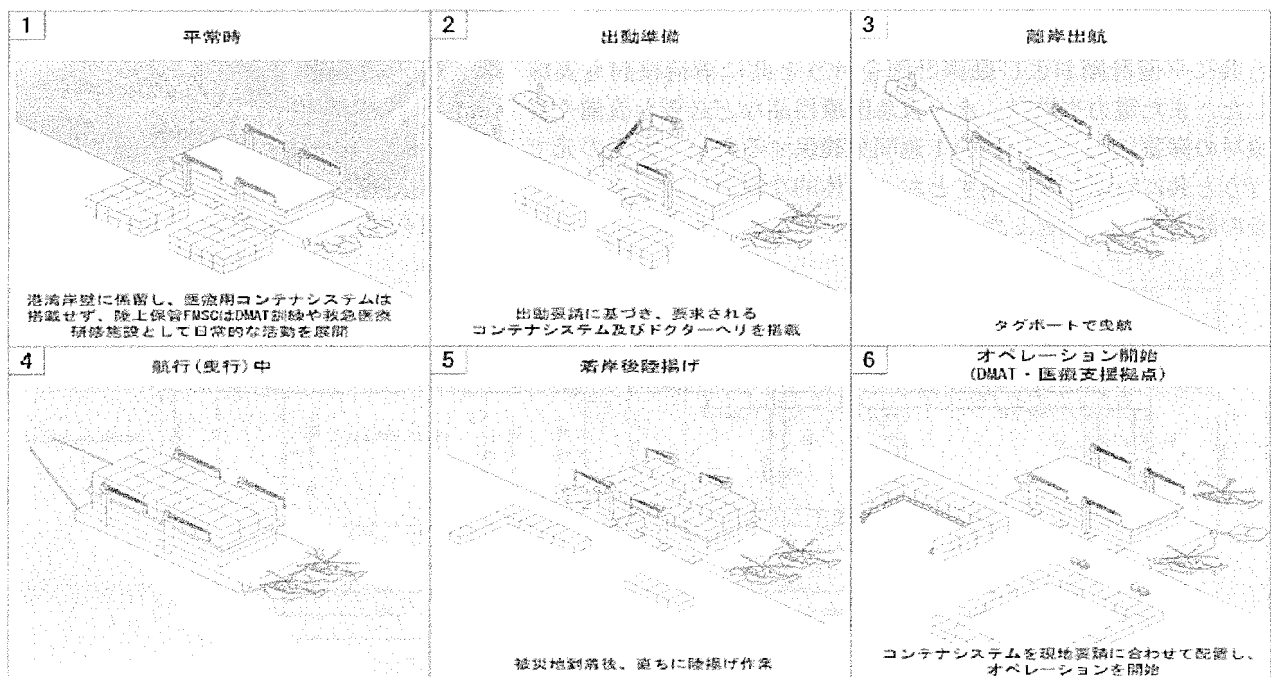 1
平常時
港湾岸壁に係留し、医療用コンテナシステムは
搭載せず、陸上保管FMSCはDMAT訓練や救急医療
研修施設として日常的な活動を展開
2
出動準備
出動要請に基づき、要求される
コンテナシステム及びドクターヘリを搭載
3
離岸出航
タグボートで曳航
4
航行(曳行)中
5
着岸後陸揚げ
被災地到着後、直ちに陸揚げ作業
6
オペレーション開始
(DMAT・医療支援拠点)
コンテナシステムを現地要請に合わせて配置し、
オペレーションを開始